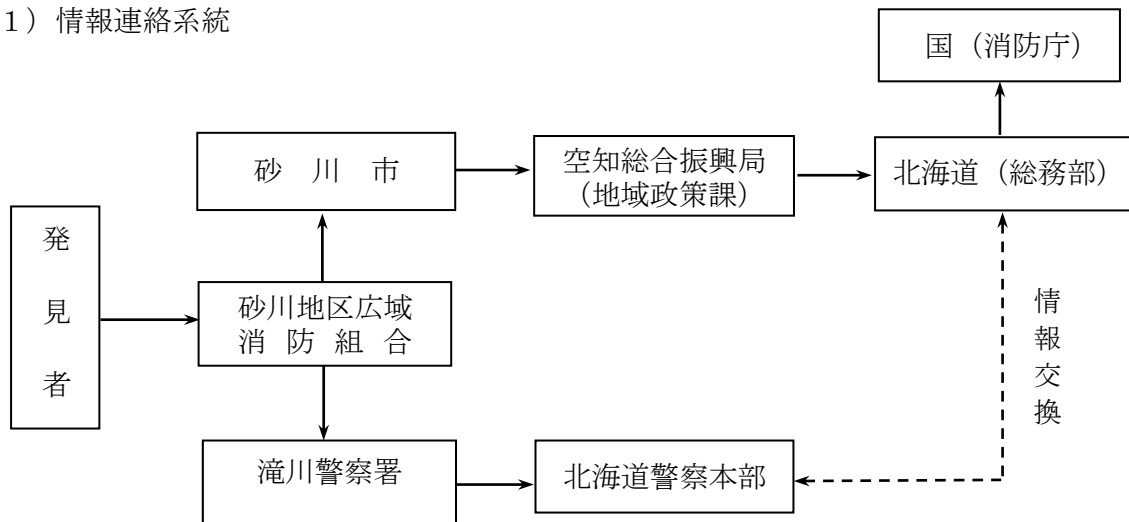 1）情報連絡系統
国（消防庁）
砂川市
空知総合振興局
（地域政策課）
北海道（総務部）
発見者
砂川地区広域
消防組合
情報交換
滝川警察署
北海道警察本部